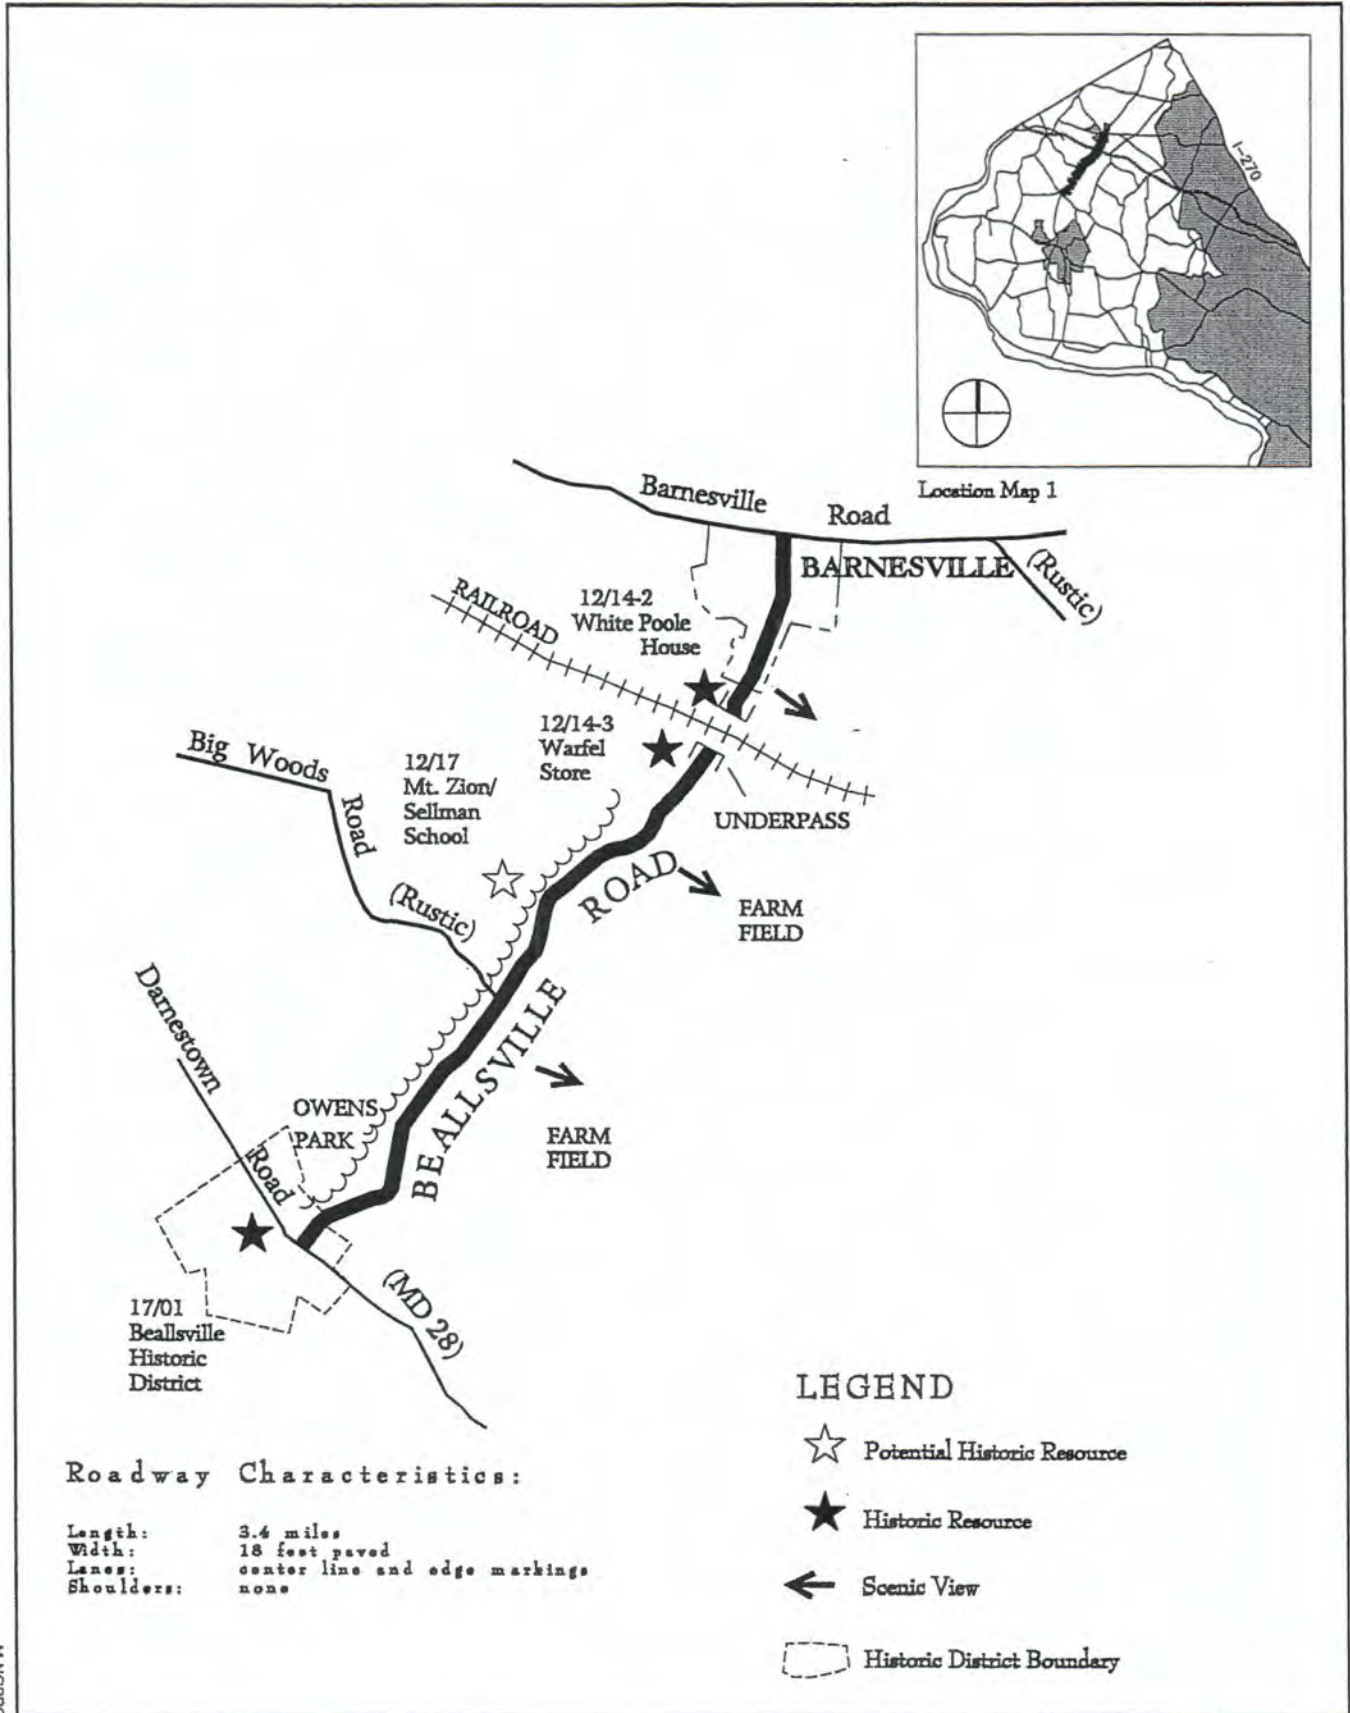 I-270
Location Map 1
Barnesville Road
BARNESVILLE
(Rustic)
RAILROAD
12/14-2
White Poole
House
12/14-3
Warfel
Store
UNDERPASS
Big Woods
Road
(Rustic)
12/17
Mt. Zion/
Sellman
School
BEALLSVILLE ROAD
FARM
FIELD
FARM
FIELD
Darnestown
Road
(MD 28)
OWENS
PARK
17/01
Beallsville
Historic
District
Roadway Characteristics:
Length: 3.4 miles
Width: 18 feet paved
Lanes: center line and edge markings
Shoulders: none
LEGEND
Potential Historic Resource
Historic Resource
Scenic View
Historic District Boundary